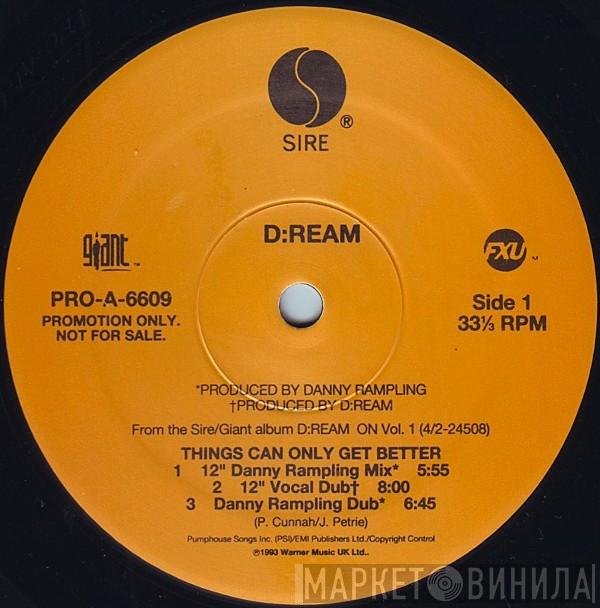 SIRE ®
D:REAM
giant ™
FXU ™
PRO-A-6609
PROMOTION ONLY.
NOT FOR SALE.
Side 1
33⅓ RPM
*PRODUCED BY DANNY RAMPLING
†PRODUCED BY D:REAM
From the Sire/Giant album D:REAM ON Vol. 1 (4/2-24508)
THINGS CAN ONLY GET BETTER
1 12" Danny Rampling Mix* 5:55
2 12" Vocal Dub† 8:00
3 Danny Rampling Dub* 6:45
(P. Cunnah/J. Petrie)
Pumphouse Songs Inc. (PSI)/EMI Publishers Ltd./Copyright Control
℗1993 Warner Music UK Ltd..
МАРКЕТ ВИНИЛА